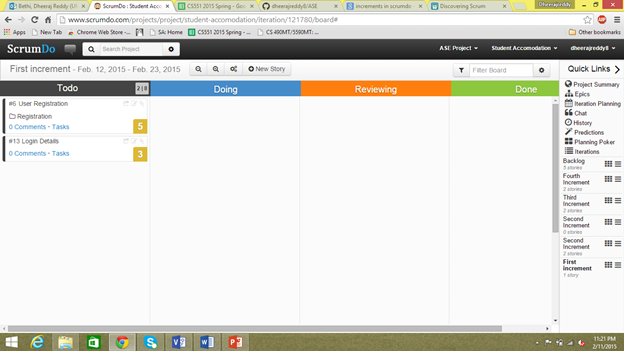 Bethi, Dheeraj Reddy (S
ScrumDo : Student Acc
CS551 2015 Spring - Goo
dheerajreddy8/ASE
increments in scrumdo
Discovering Scrum
Dheerajreddy
www.scrumdo.com/projects/project/student-accomodation/iteration/121780/board#
Apps
New Tab
Chrome Web Store -
SA: Home
CS551 2015 Spring -
CS-490MT/5590MT:
Other bookmarks
ScrumDo
Search Project
ASE Project
Student Accomodation
dheerajreddy8
First increment - Feb. 12, 2015 - Feb. 23, 2015
New Story
Filter Board
Quick Links
Todo
2 | 8
Doing
Reviewing
Done
#6 User Registration
Registration
0 Comments · Tasks
5
#13 Login Details
0 Comments · Tasks
3
Project Summary
Epics
Iteration Planning
Chat
History
Predictions
Planning Poker
Iterations
Backlog
5 stories
Fourth
Increment
2 stories
Third
Increment
2 stories
Second
Increment
0 stories
Second
Increment
2 stories
First
increment
1 story
11:21 PM
2/11/2015